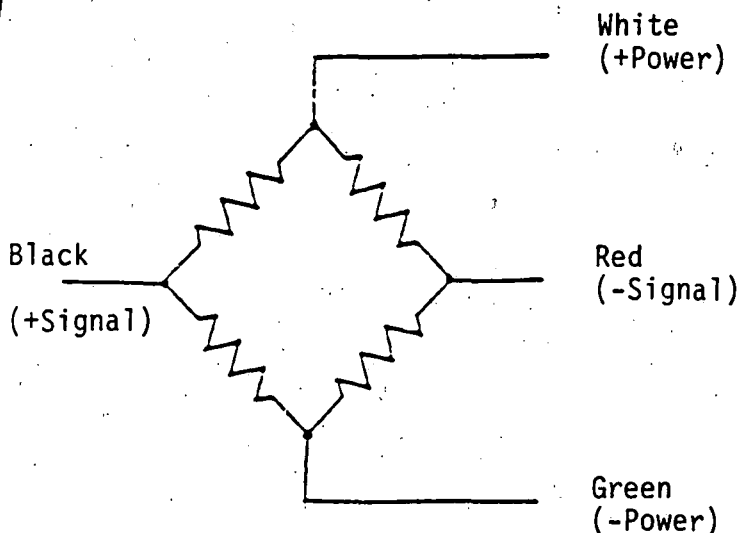 White
(+Power)
Black
(+Signal)
Red
(-Signal)
Green
(-Power)